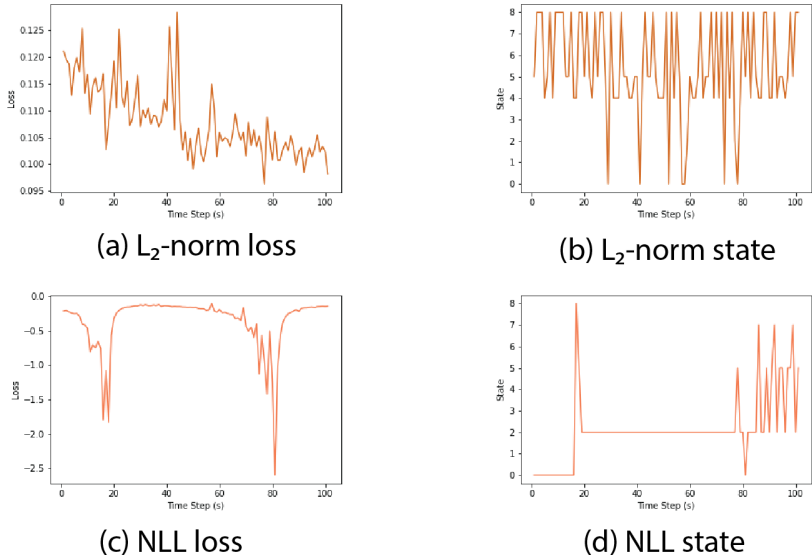 0.125
0.120
0.115
0.110
0.105
0.100
0.095
Loss
0 20 40 60 80 100
Time Step (s)
(a) L₂-norm loss
8
7
6
5
4
3
2
1
0
State
0 20 40 60 80 100
Time Step (s)
(b) L₂-norm state
0.0
−0.5
−1.0
−1.5
−2.0
−2.5
Loss
0 20 40 60 80 100
Time Step (s)
(c) NLL loss
8
7
6
5
4
3
2
1
0
State
0 20 40 60 80 100
Time Step (s)
(d) NLL state